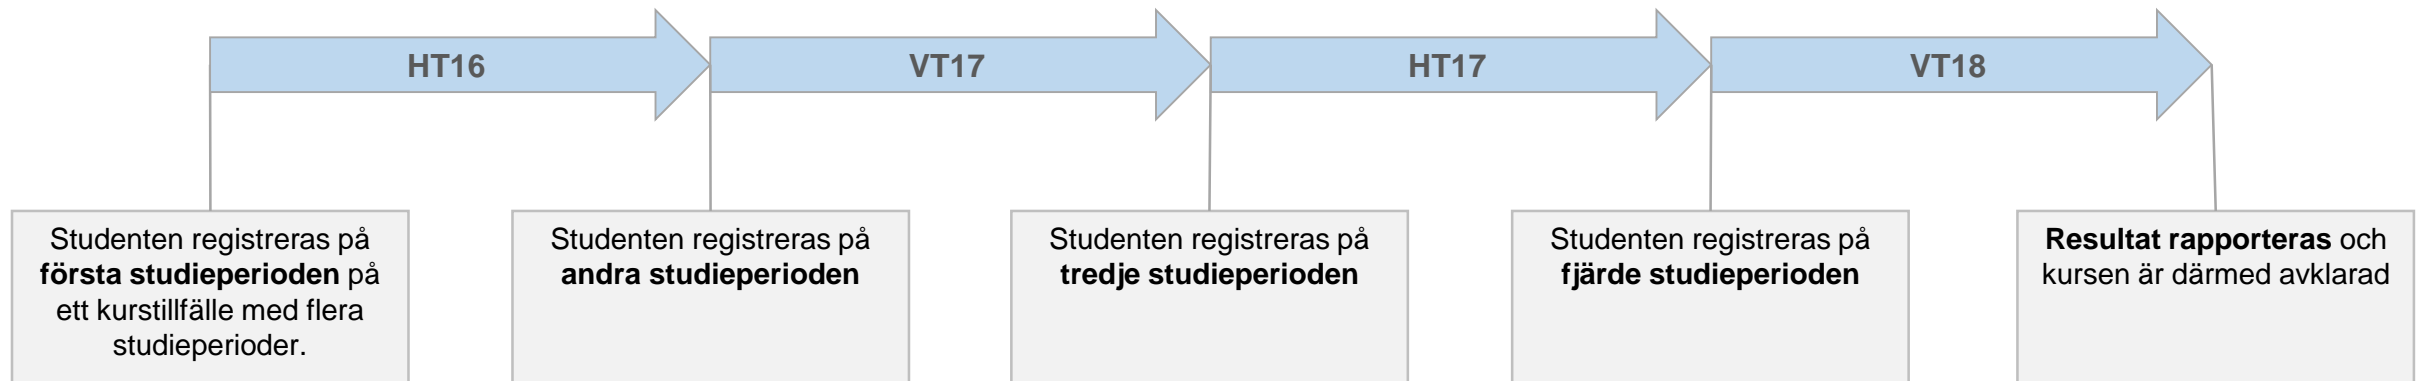 HT16
VT17
HT17
VT18
Studenten registreras på
första studieperioden på
ett kurstillfälle med flera
studieperioder.
Studenten registreras på
andra studieperioden
Studenten registreras på
tredje studieperioden
Studenten registreras på
fjärde studieperioden
Resultat rapporteras och
kursen är därmed avklarad